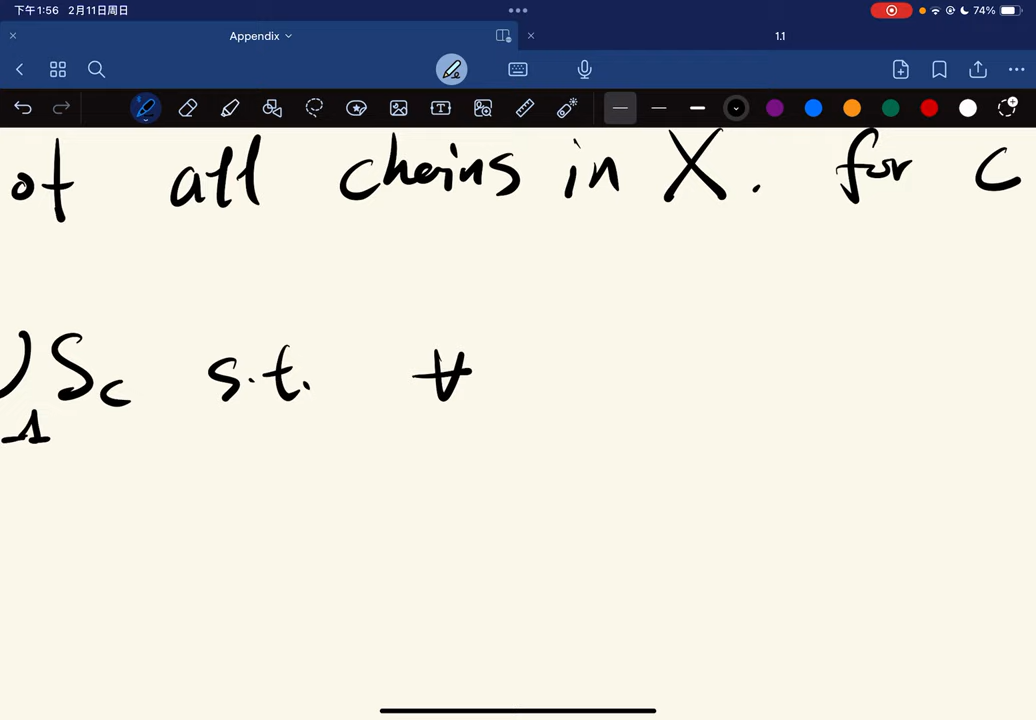 下午1:56 2月11日周日
74%
Appendix
1.1
of all chains in X. for C
S_C s.t. ∀